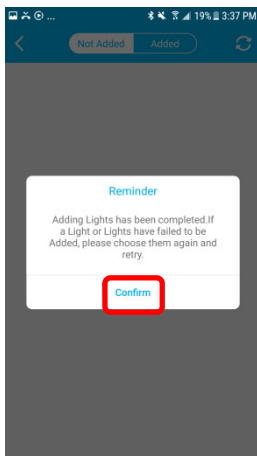 ... 19% 3:37 PM
Not Added Added
Reminder
Adding Lights has been completed.If
a Light or Lights have failed to be
Added, please choose them again and
retry.
Confirm